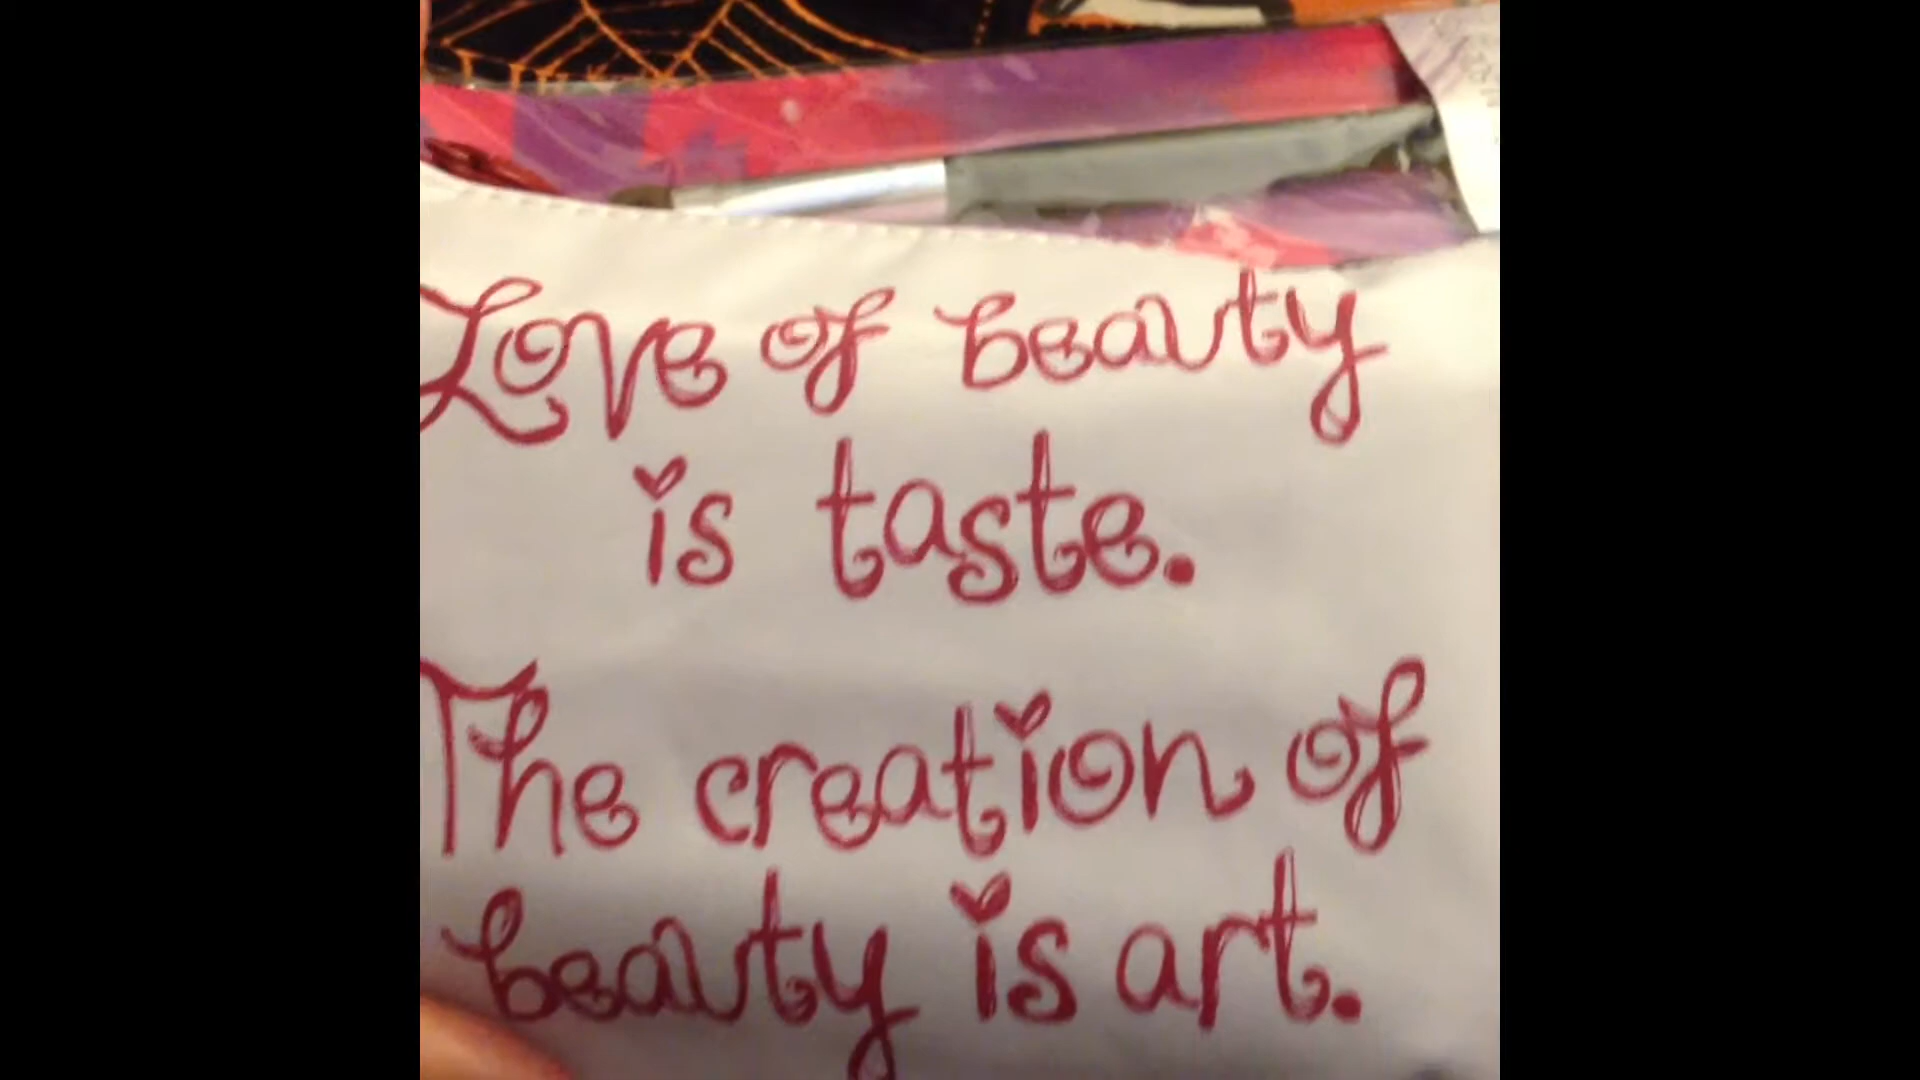 Love of beauty
is taste.
The creation of
beauty is art.